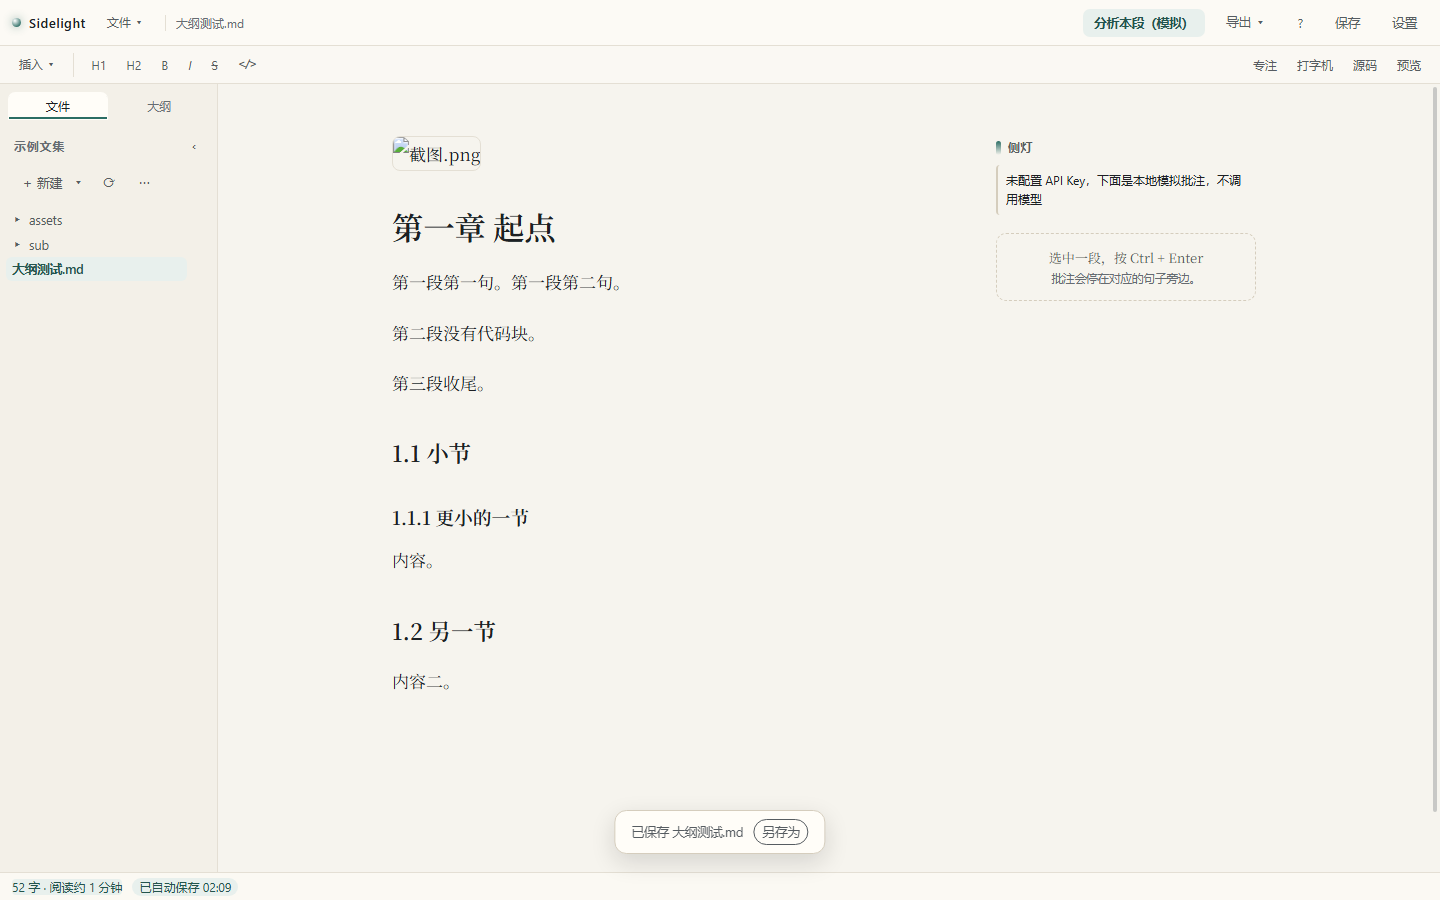 Sidelight 文件 大纲测试.md 分析本段（模拟） 导出 ? 保存 设置
插入 H1 H2 B I S </> 专注 打字机 源码 预览
文件 大纲
示例文集 ‹
+ 新建 ···
assets
sub
大纲测试.md
截图.png
第一章 起点
第一段第一句。第一段第二句。
第二段没有代码块。
第三段收尾。
1.1 小节
1.1.1 更小的一节
内容。
1.2 另一节
内容二。
侧灯
未配置 API Key，下面是本地模拟批注，不调
用模型
选中一段，按 Ctrl + Enter
批注会停在对应的句子旁边。
已保存 大纲测试.md 另存为
52 字 · 阅读约 1 分钟 已自动保存 02:09